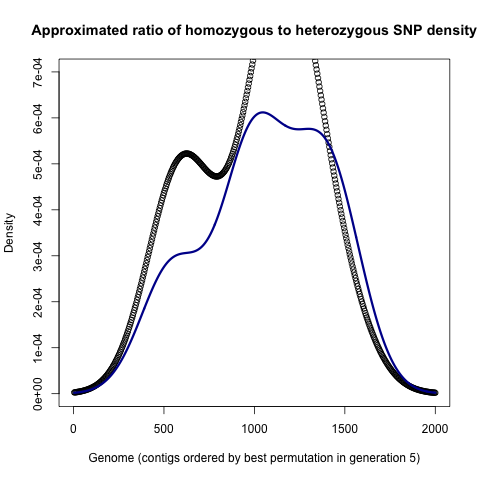 Approximated ratio of homozygous to heterozygous SNP density
7e-04
6e-04
5e-04
4e-04
3e-04
2e-04
1e-04
0e+00
Density
0 500 1000 1500 2000
Genome (contigs ordered by best permutation in generation 5)